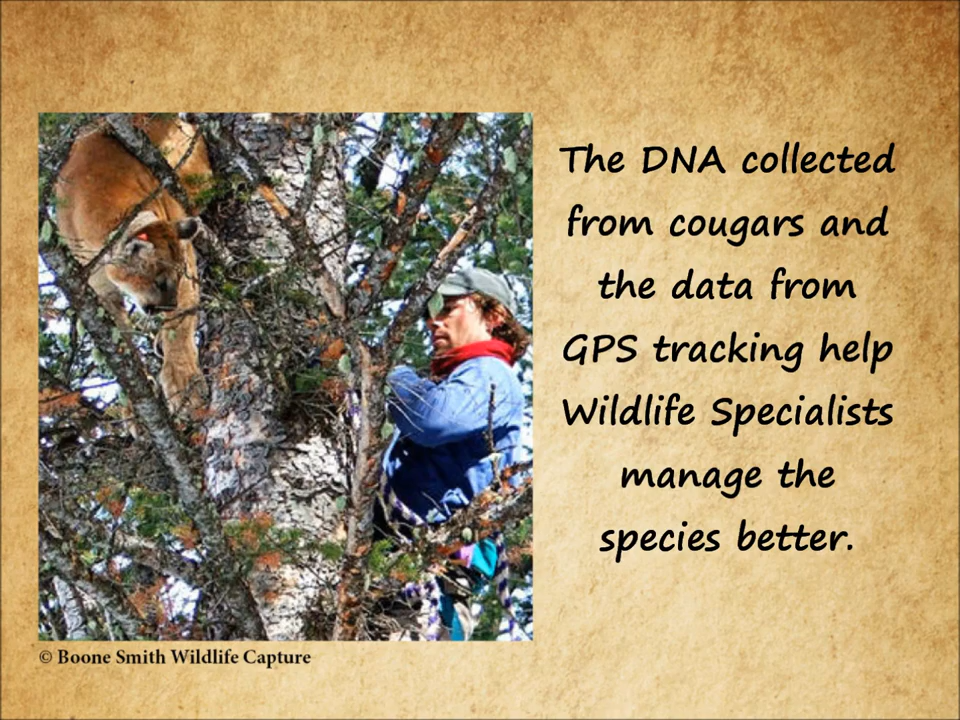 The DNA collected
from cougars and
the data from
GPS tracking help
Wildlife Specialists
manage the
species better.
© Boone Smith Wildlife Capture